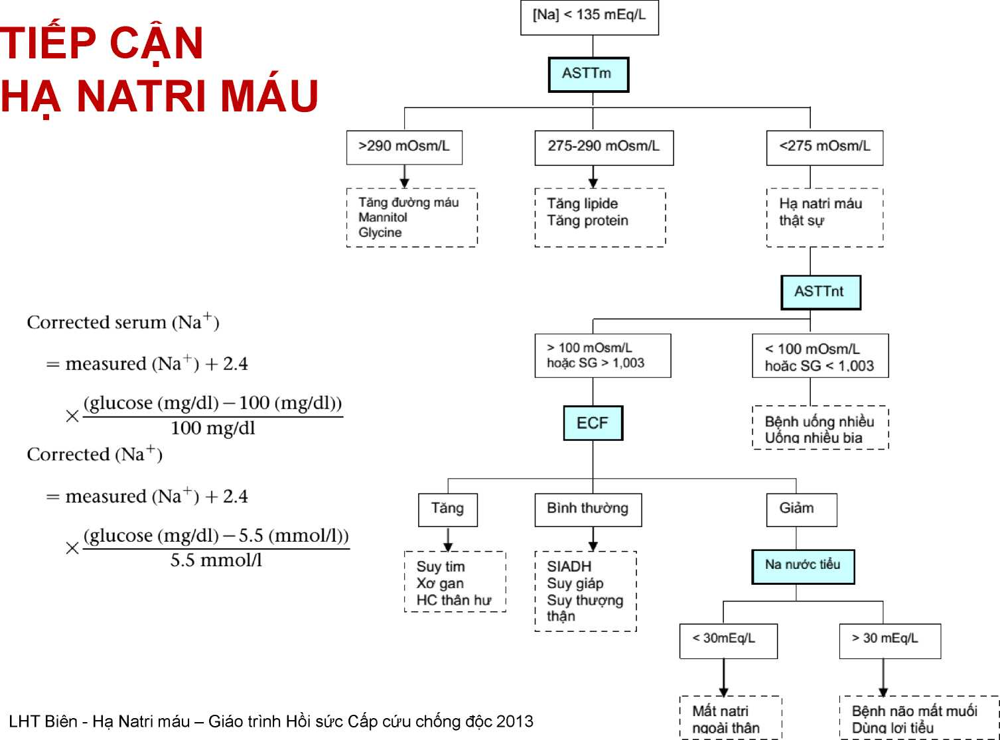 TIẾP CẬN
HẠ NATRI MÁU
[Na] < 135 mEq/L
ASTTm
>290 mOsm/L
275-290 mOsm/L
<275 mOsm/L
Tăng đường máu
Mannitol
Glycine
Tăng lipide
Tăng protein
Hạ natri máu
thật sự
ASTTnt
> 100 mOsm/L
hoặc SG > 1,003
< 100 mOsm/L
hoăc SG < 1,003
Bệnh uống nhiều
Uống nhiều bia
ECF
Tăng
Bình thường
Giảm
Suy tim
Xơ gan
HC thân hư
SIADH
Suy giáp
Suy thượng
thận
Na nước tiểu
< 30mEq/L
> 30 mEq/L
Mất natri
ngoài thân
Bệnh não mất muối
Dùng lợi tiểu
Corrected serum (Na⁺)
= measured (Na⁺) + 2.4
× (glucose (mg/dl) – 100 (mg/dl))
100 mg/dl
Corrected (Na⁺)
= measured (Na⁺) + 2.4
× (glucose (mg/dl) – 5.5 (mmol/l))
5.5 mmol/l
LHT Biên - Hạ Natri máu – Giáo trình Hồi sức Cấp cứu chống độc 2013